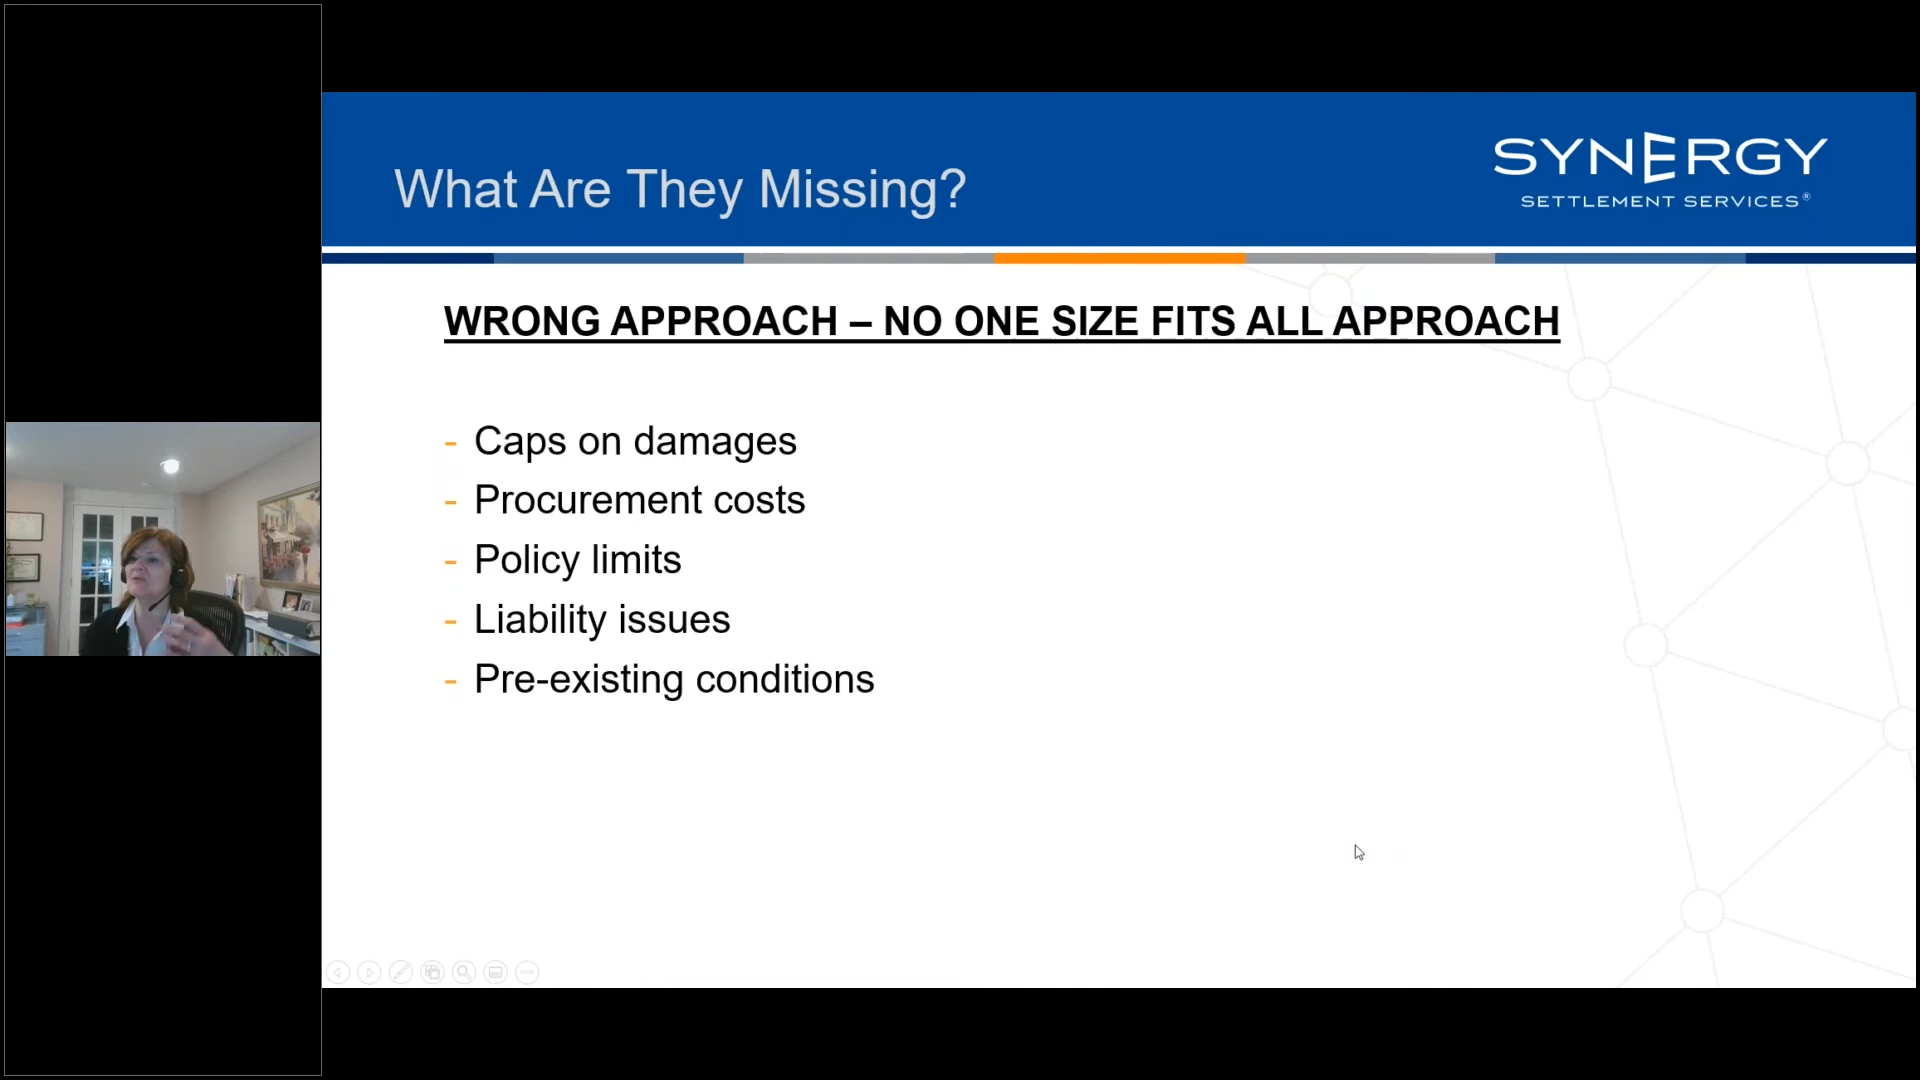 What Are They Missing?
SYNERGY
SETTLEMENT SERVICES®
WRONG APPROACH – NO ONE SIZE FITS ALL APPROACH
- Caps on damages
- Procurement costs
- Policy limits
- Liability issues
- Pre-existing conditions